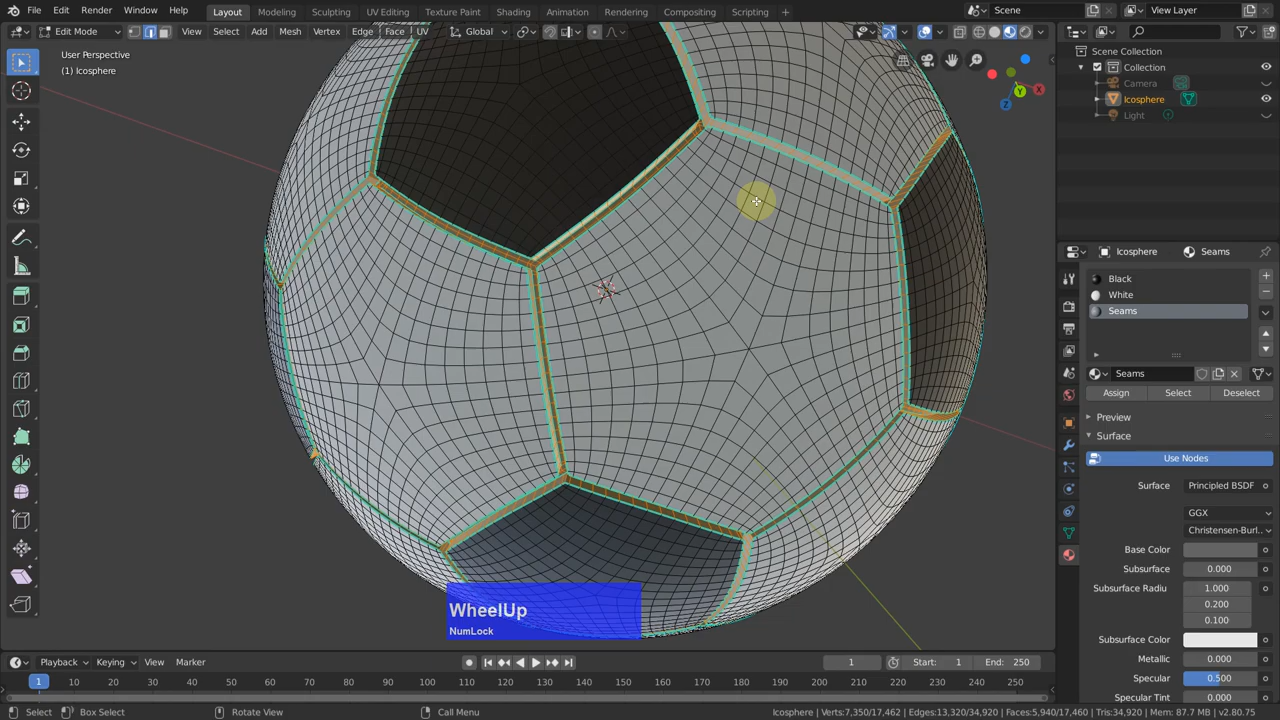 File Edit Render Window Help Layout Modeling Sculpting UV Editing Texture Paint Shading Animation Rendering Compositing Scripting + Scene View Layer
Edit Mode View Select Add Mesh Vertex Edge Face UV Global
User Perspective
(1) Icosphere
Scene Collection
Collection
Camera
Icosphere
Light
X
Y
Z
Icosphere Seams
Black
White
Seams
Seams
Assign Select Deselect
Preview
Surface
Use Nodes
Surface Principled BSDF
GGX
Christensen-Burl..
Base Color
Subsurface 0.000
Subsurface Radiu 1.000
0.200
0.100
Subsurface Color
Metallic 0.000
Specular 0.500
Specular Tint 0.000
WheelUp
NumLock
Playback Keying View Marker 1 Start: 1 End: 250
1 10 20 30 40 50 60 70 80 90 100 110 120 130 140 150 160 170 180 190 200 210 220 230 240 250
Select Box Select Rotate View Call Menu Icosphere | Verts:7,350/17,462 | Edges:13,320/34,920 | Faces:5,940/17,460 | Tris:34,920 | Mem: 87.7 MB | v2.80.75